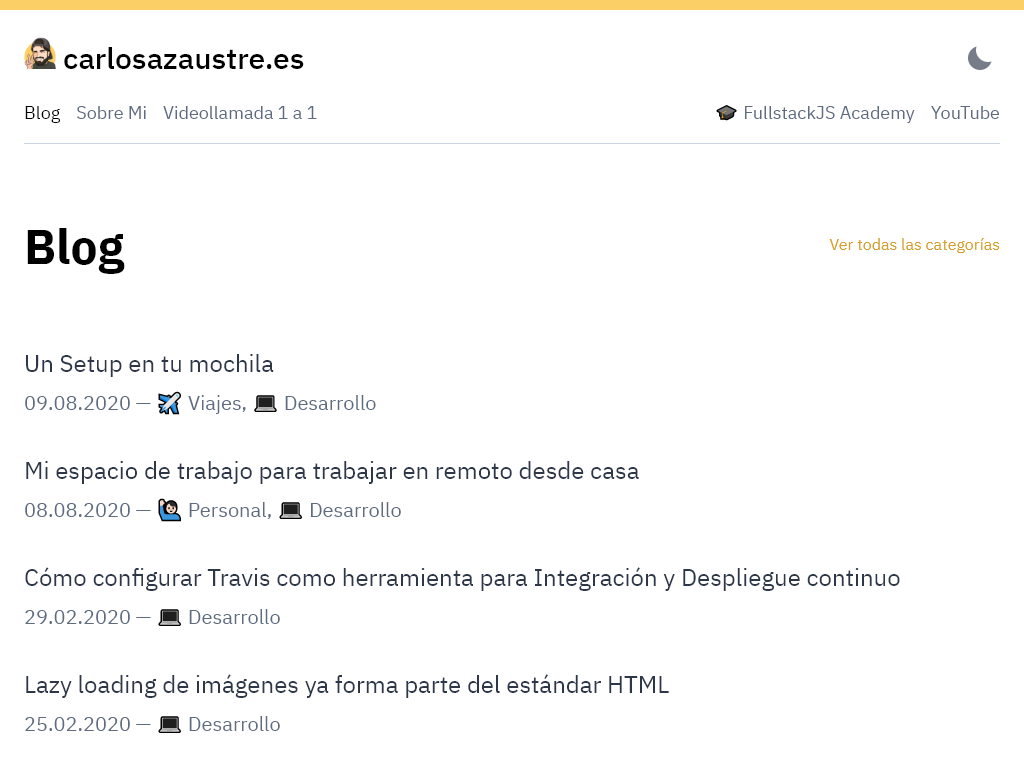 carlosazaustre.es
Blog Sobre Mi Videollamada 1 a 1 🎓 FullstackJS Academy YouTube
Blog
Ver todas las categorías
Un Setup en tu mochila
09.08.2020 — ✈️ Viajes, 💻 Desarrollo
Mi espacio de trabajo para trabajar en remoto desde casa
08.08.2020 — 🙋🏻 Personal, 💻 Desarrollo
Cómo configurar Travis como herramienta para Integración y Despliegue continuo
29.02.2020 — 💻 Desarrollo
Lazy loading de imágenes ya forma parte del estándar HTML
25.02.2020 — 💻 Desarrollo